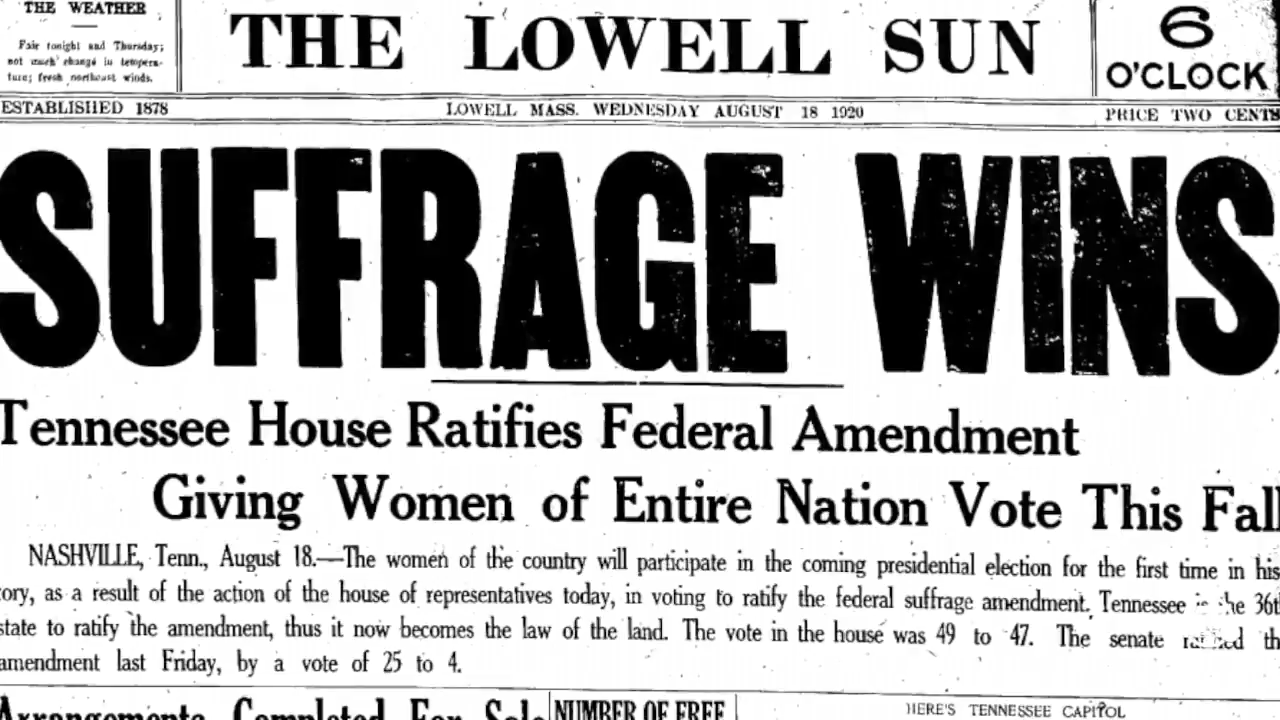 THE WEATHER
Fair tonight and Thursday;
not much change in tempera-
ture; fresh northeast winds.
THE LOWELL SUN
6
O'CLOCK
ESTABLISHED 1878
LOWELL MASS. WEDNESDAY AUGUST 18 1920
PRICE TWO CENTS
SUFFRAGE WINS
Tennessee House Ratifies Federal Amendment
Giving Women of Entire Nation Vote This Fall
NASHVILLE, Tenn., August 18.—The women of the country will participate in the coming presidential election for the first time in his
tory, as a result of the action of the house of representatives today, in voting to ratify the federal suffrage amendment. Tennessee is the 36th
state to ratify the amendment, thus it now becomes the law of the land. The vote in the house was 49 to 47. The senate th
amendment last Friday, by a vote of 25 to 4.
Arrangements Completed For Sale
NUMBER OF FREE
HERE'S TENNESSEE CAPITOL